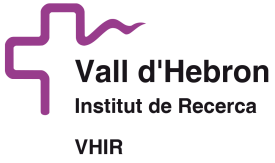 Vall d'Hebron
Institut de Recerca
VHIR